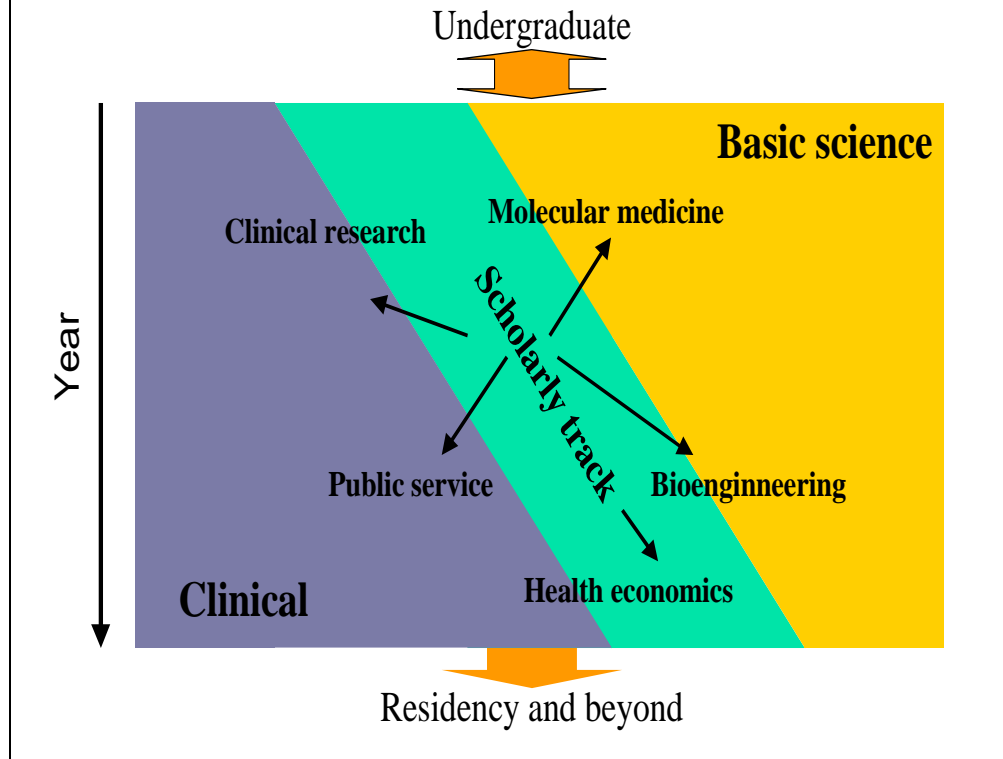 Undergraduate
Basic science
Molecular medicine
Clinical research
Scholarly track
Year
Public service
Bioenginneering
Health economics
Clinical
Residency and beyond